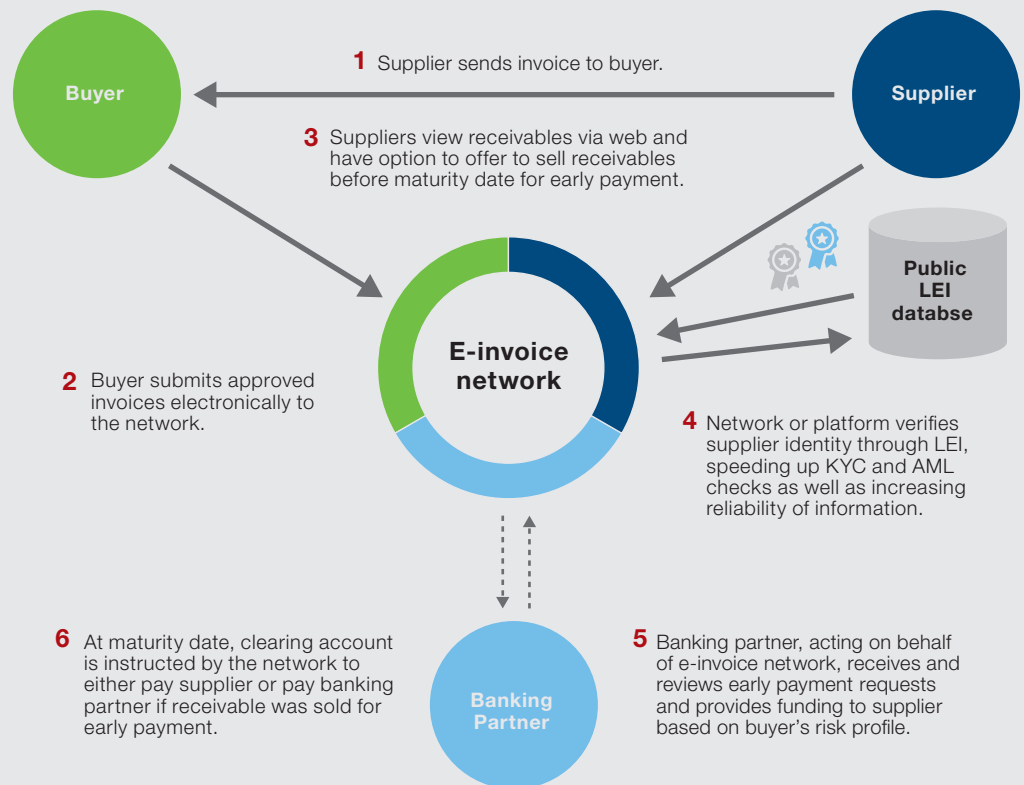 Buyer
1 Supplier sends invoice to buyer.
Supplier
3 Suppliers view receivables via web and
have option to offer to sell receivables
before maturity date for early payment.
Public
LEI
databse
E-invoice
network
2 Buyer submits approved
invoices electronically to
the network.
4 Network or platform verifies
supplier identity through LEI,
speeding up KYC and AML
checks as well as increasing
reliability of information.
6 At maturity date, clearing account
is instructed by the network to
either pay supplier or pay banking
partner if receivable was sold for
early payment.
Banking
Partner
5 Banking partner, acting on behalf
of e-invoice network, receives and
reviews early payment requests
and provides funding to supplier
based on buyer's risk profile.